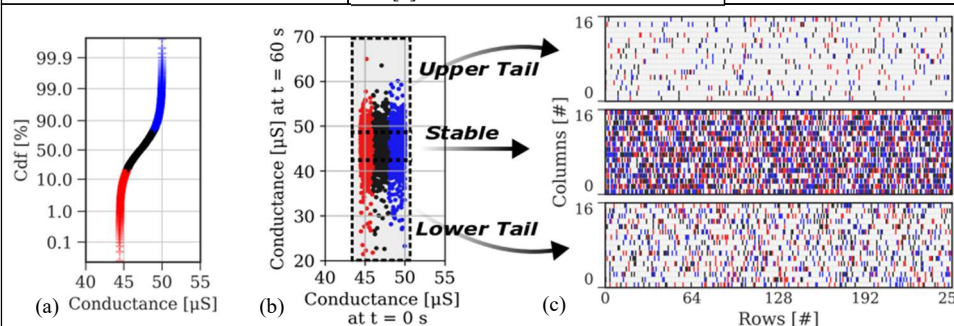 99.9
99.0
90.0
50.0
10.0
1.0
0.1
Cdf [%]
40 45 50 55
(a) Conductance [μS]
70
60
50
40
30
20
Conductance [μS] at t = 60 s
40 45 50 55
(b) Conductance [μS]
at t = 0 s
Upper Tail
Stable
Lower Tail
(c)
Columns [#]
16
0
16
0
16
0
0 64 128 192 25
Rows [#]